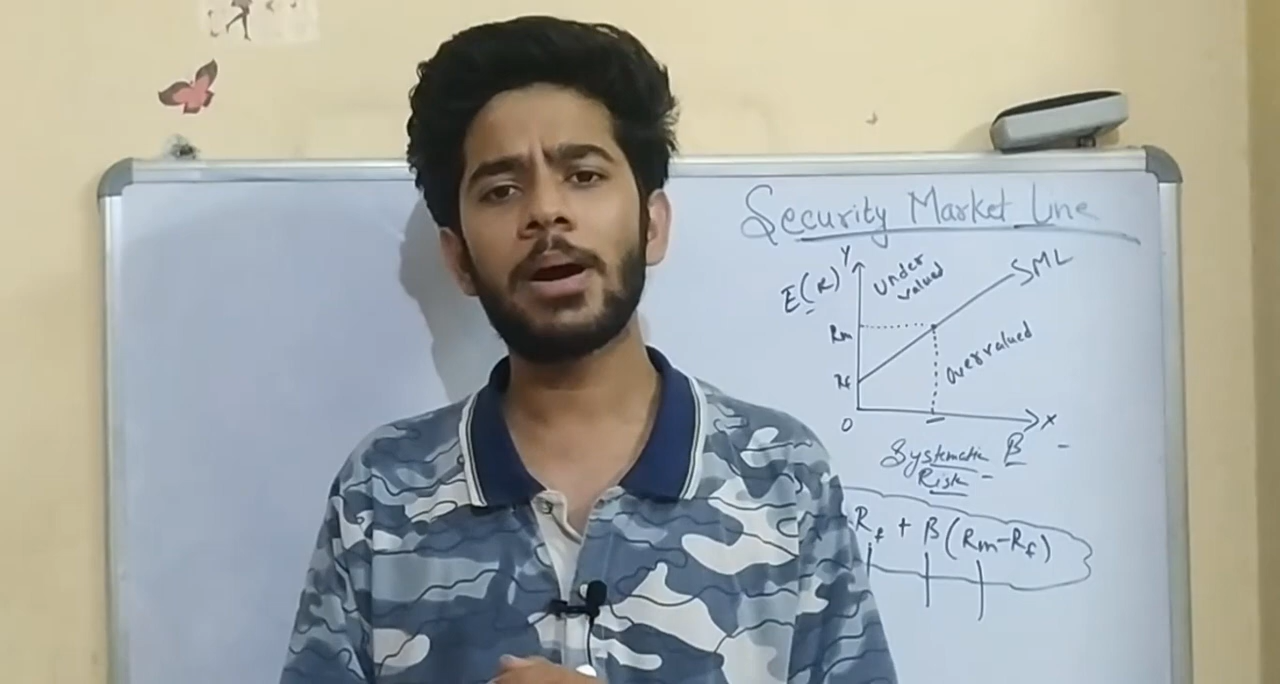 Security Market Line
Y
E(R)
Under
valued
SML
Rm
Overvalued
Rf
0
X
Systematic β
Risk
Rf + β(Rm-Rf)